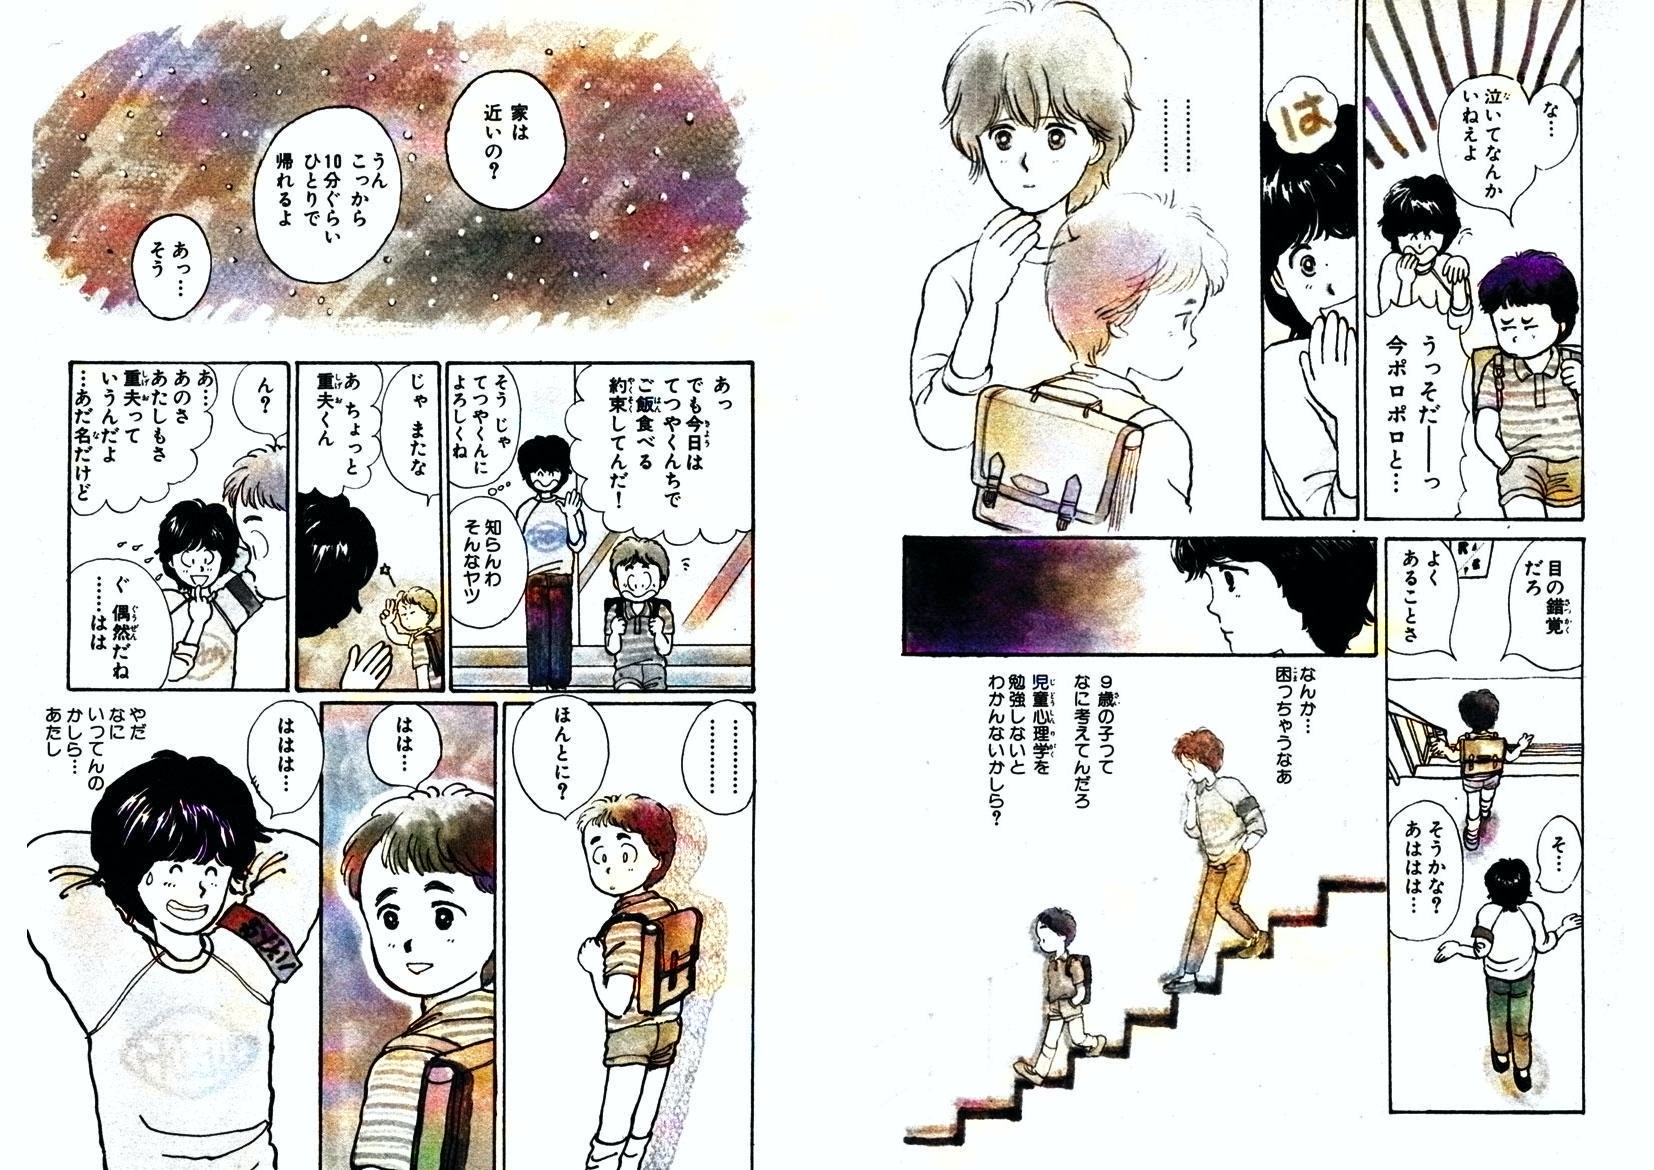 な…
泣いてなんか
いねえよ
うっそだ――っ
今ポロポロと…
は
…………
…………
目の錯覚
だろ
よく
あることさ
そ…
そうかな?
あははは…
なんか…
困っちゃうなあ
9歳の子って
なに考えてんだろ
児童心理学を
勉強しないと
わかんないかしら?
家は
近いの?
うん
こっから
10分ぐらい
ひとりで
帰れるよ
あっ…
そう
あっ
でも今日は
てつやくんちで
ご飯食べる
約束してんだ!
そう じゃ
てつやくんに
よろしくね
知らんわ
そんなヤツ
じゃ またな
あ ちょっと
重夫くん
ん?
あ…
あのさ
あたしもさ
重夫って
いうんだよ
…あだ名だけど
ぐ 偶然だね
……はは
…………
ほんとに?
はは…
ははは…
やだ
なに
いってんの
かしら…
あたし